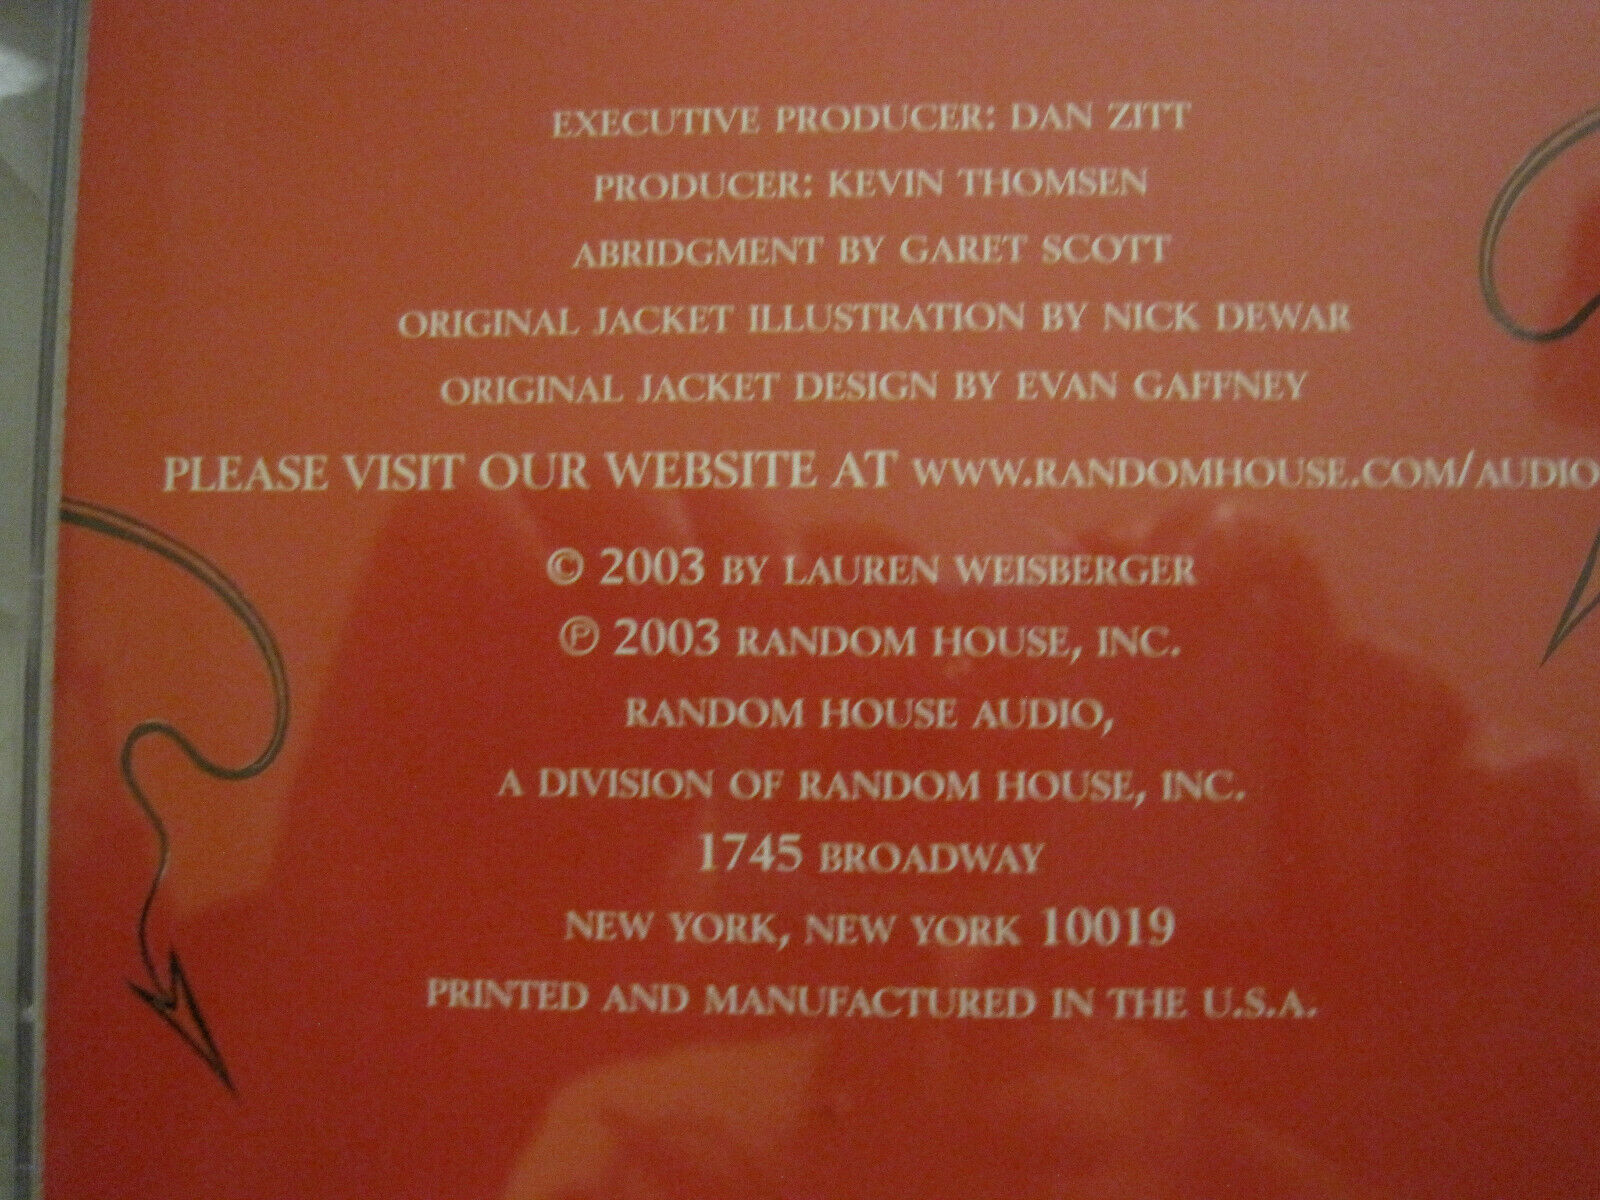 EXECUTIVE PRODUCER: DAN ZITT
PRODUCER: KEVIN THOMSEN
ABRIDGMENT BY GARET SCOTT
ORIGINAL JACKET ILLUSTRATION BY NICK DEWAR
ORIGINAL JACKET DESIGN BY EVAN GAFFNEY
PLEASE VISIT OUR WEBSITE AT WWW.RANDOMHOUSE.COM/AUDIO
© 2003 BY LAUREN WEISBERGER
℗ 2003 RANDOM HOUSE, INC.
RANDOM HOUSE AUDIO,
A DIVISION OF RANDOM HOUSE, INC.
1745 BROADWAY
NEW YORK, NEW YORK 10019
PRINTED AND MANUFACTURED IN THE U.S.A.